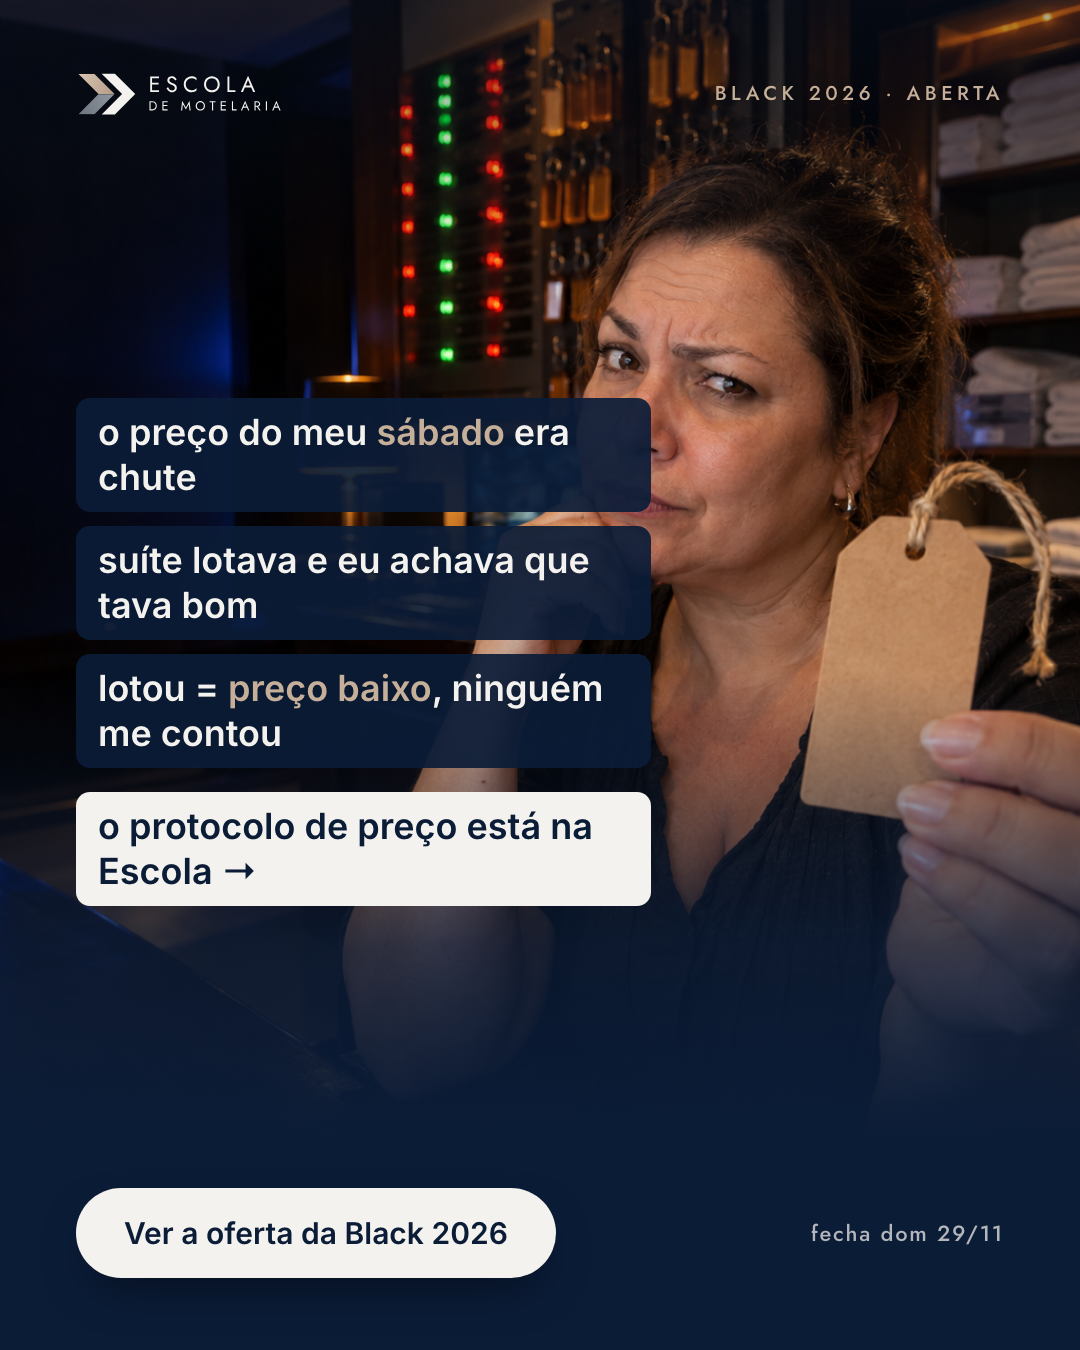 ESCOLA
DE MOTELARIA
BLACK 2026 · ABERTA
o preço do meu sábado era
chute
suíte lotava e eu achava que
tava bom
lotou = preço baixo, ninguém
me contou
o protocolo de preço está na
Escola →
Ver a oferta da Black 2026
fecha dom 29/11